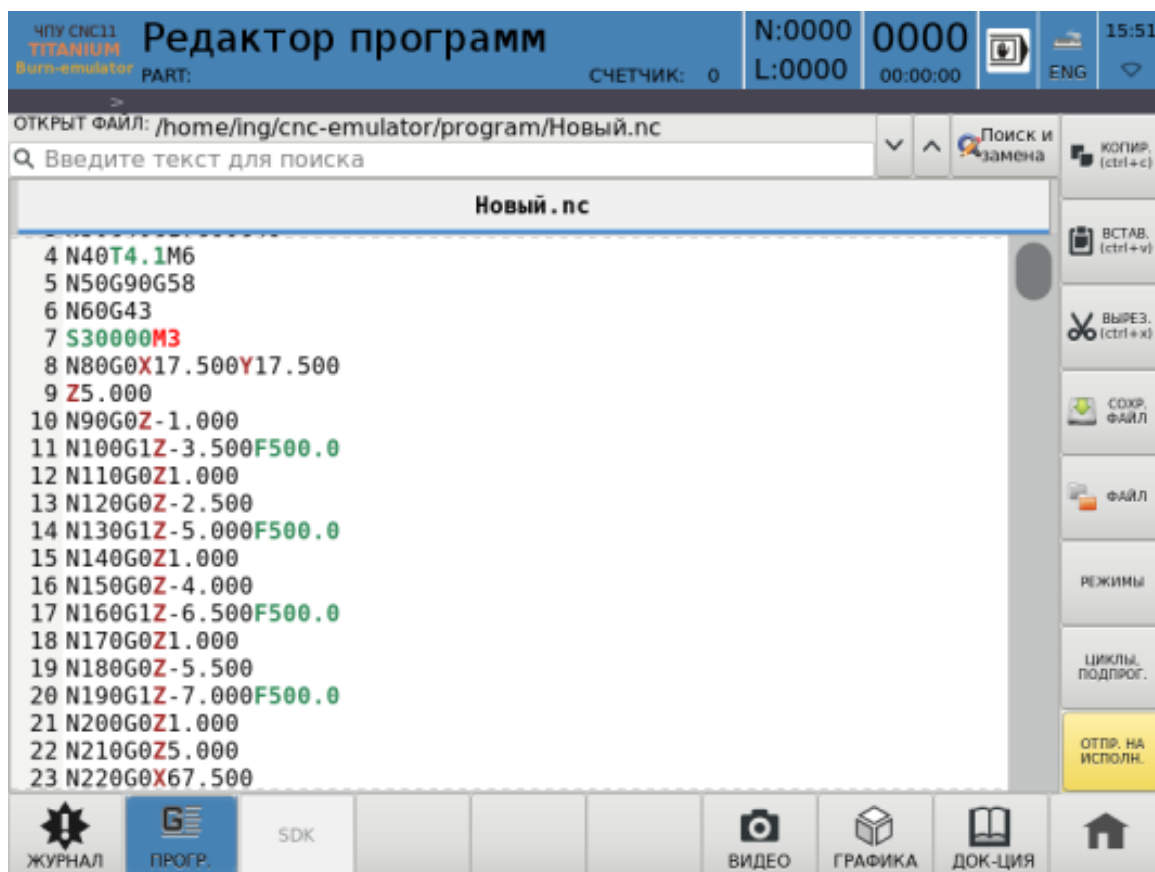 ЧПУ CNC11
TITANIUM
Burn-emulator
Редактор программ
PART:
СЧЕТЧИК: 0
N:0000
L:0000
0000
00:00:00
ENG
15:51
>
ОТКРЫТ ФАЙЛ: /home/ing/cnc-emulator/program/Новый.nc
Введите текст для поиска
Поиск и
замена
Новый.nc
4 N40T4.1M6
5 N50G90G58
6 N60G43
7 S30000M3
8 N80G0X17.500Y17.500
9 Z5.000
10 N90G0Z-1.000
11 N100G1Z-3.500F500.0
12 N110G0Z1.000
13 N120G0Z-2.500
14 N130G1Z-5.000F500.0
15 N140G0Z1.000
16 N150G0Z-4.000
17 N160G1Z-6.500F500.0
18 N170G0Z1.000
19 N180G0Z-5.500
20 N190G1Z-7.000F500.0
21 N200G0Z1.000
22 N210G0Z5.000
23 N220G0X67.500
КОПИР.
(ctrl+c)
ВСТАВ.
(ctrl+v)
ВЫРЕЗ.
(ctrl+x)
СОХР.
ФАЙЛ
ФАЙЛ
РЕЖИМЫ
ЦИКЛЫ,
ПОДПРОГ.
ОТПР. НА
ИСПОЛН.
ЖУРНАЛ
ПРОГР.
SDK
ВИДЕО
ГРАФИКА
ДОК-ЦИЯ